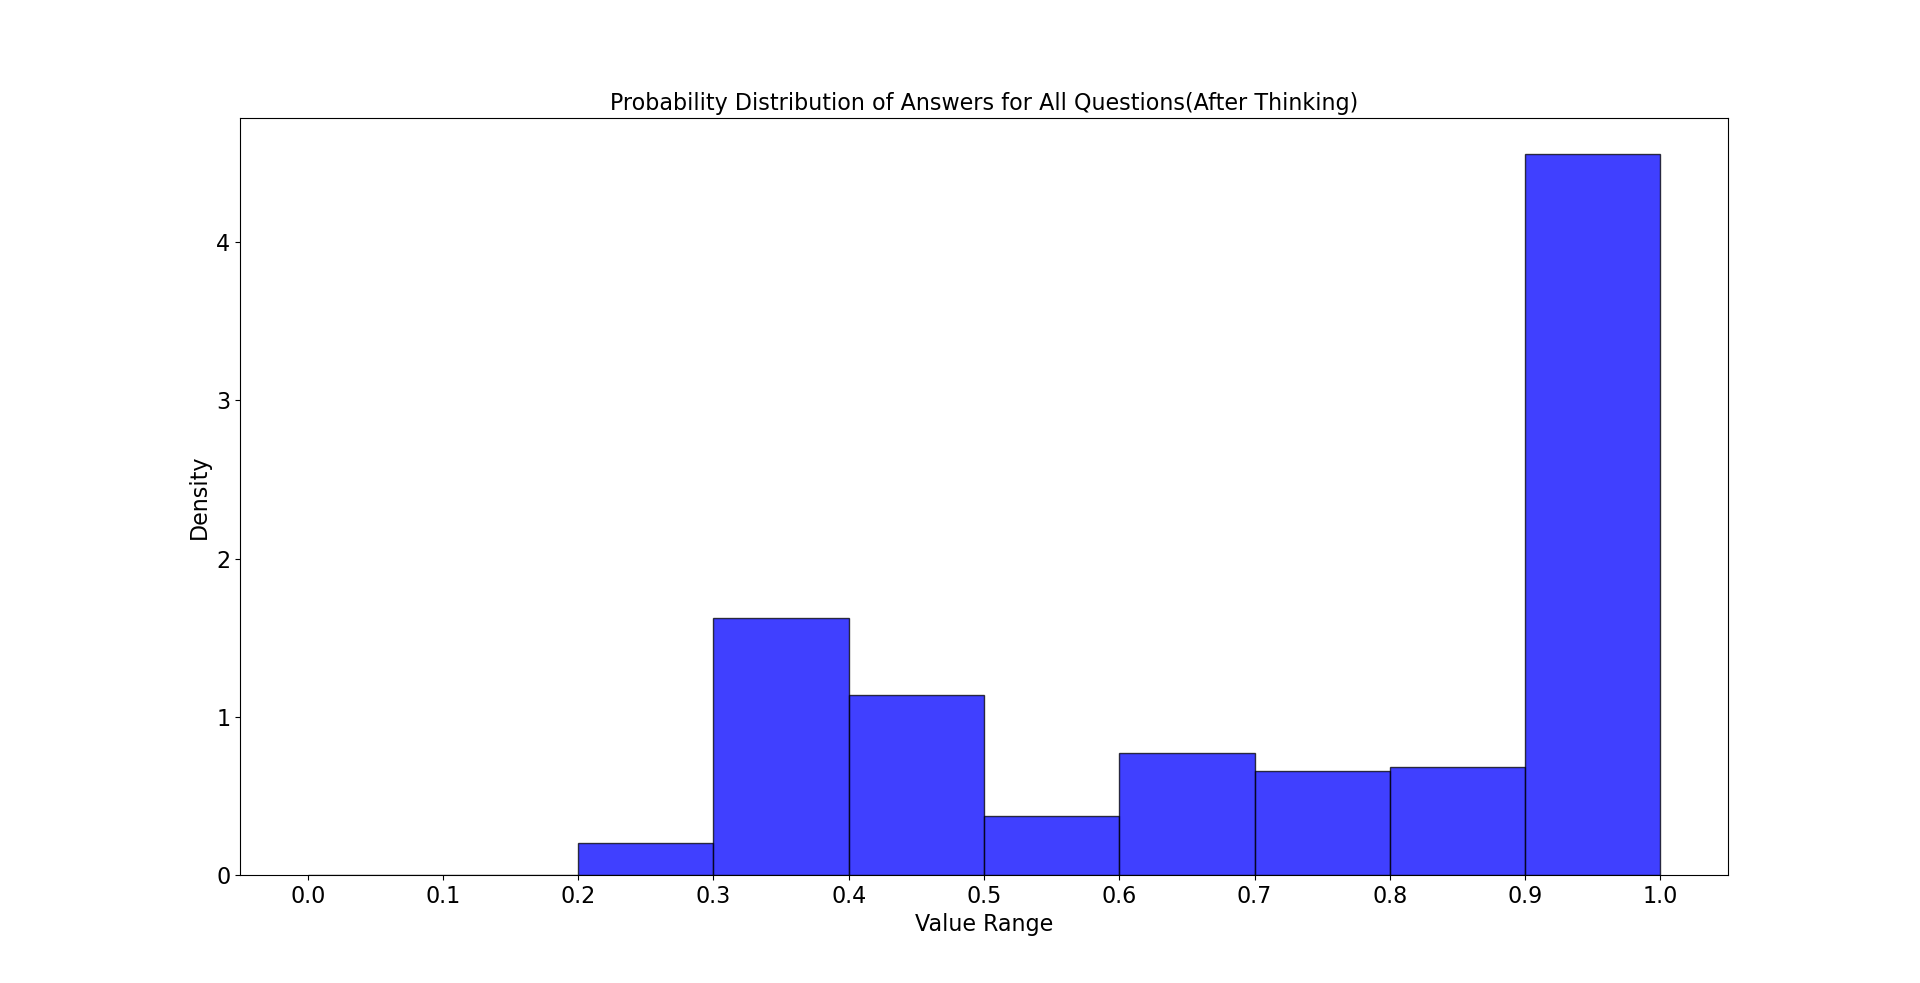 Probability Distribution of Answers for All Questions(After Thinking)
4
3
2
1
0
Density
0.0 0.1 0.2 0.3 0.4 0.5 0.6 0.7 0.8 0.9 1.0
Value Range